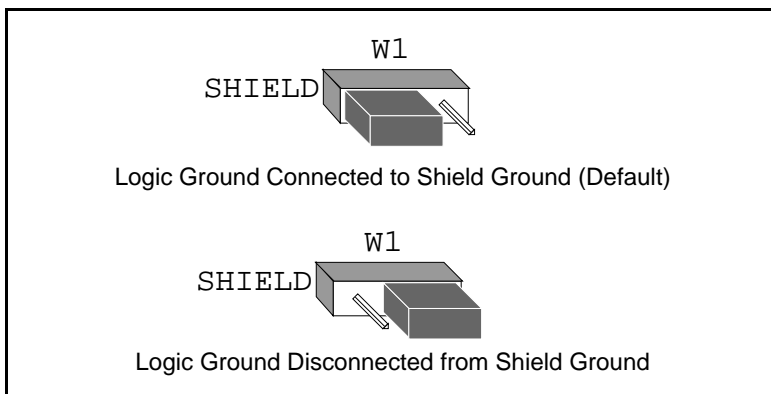 W1
SHIELD
Logic Ground Connected to Shield Ground (Default)
W1
SHIELD
Logic Ground Disconnected from Shield Ground